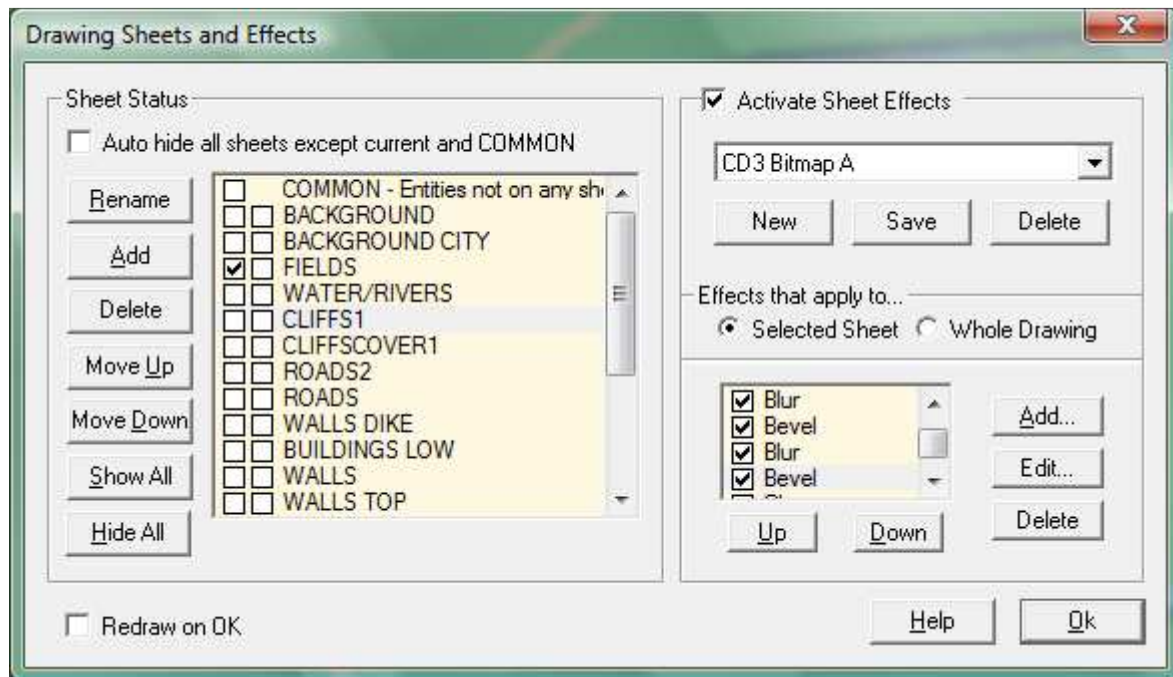 Drawing Sheets and Effects
Sheet Status
Auto hide all sheets except current and COMMON
Rename
Add
Delete
Move Up
Move Down
Show All
Hide All
COMMON - Entities not on any sh
BACKGROUND
BACKGROUND CITY
FIELDS
WATER/RIVERS
CLIFFS1
CLIFFSCOVER1
ROADS2
ROADS
WALLS DIKE
BUILDINGS LOW
WALLS
WALLS TOP
Redraw on OK
Activate Sheet Effects
CD3 Bitmap A
New Save Delete
Effects that apply to...
Selected Sheet Whole Drawing
Blur
Bevel
Blur
Bevel
Up Down
Add...
Edit...
Delete
Help Ok